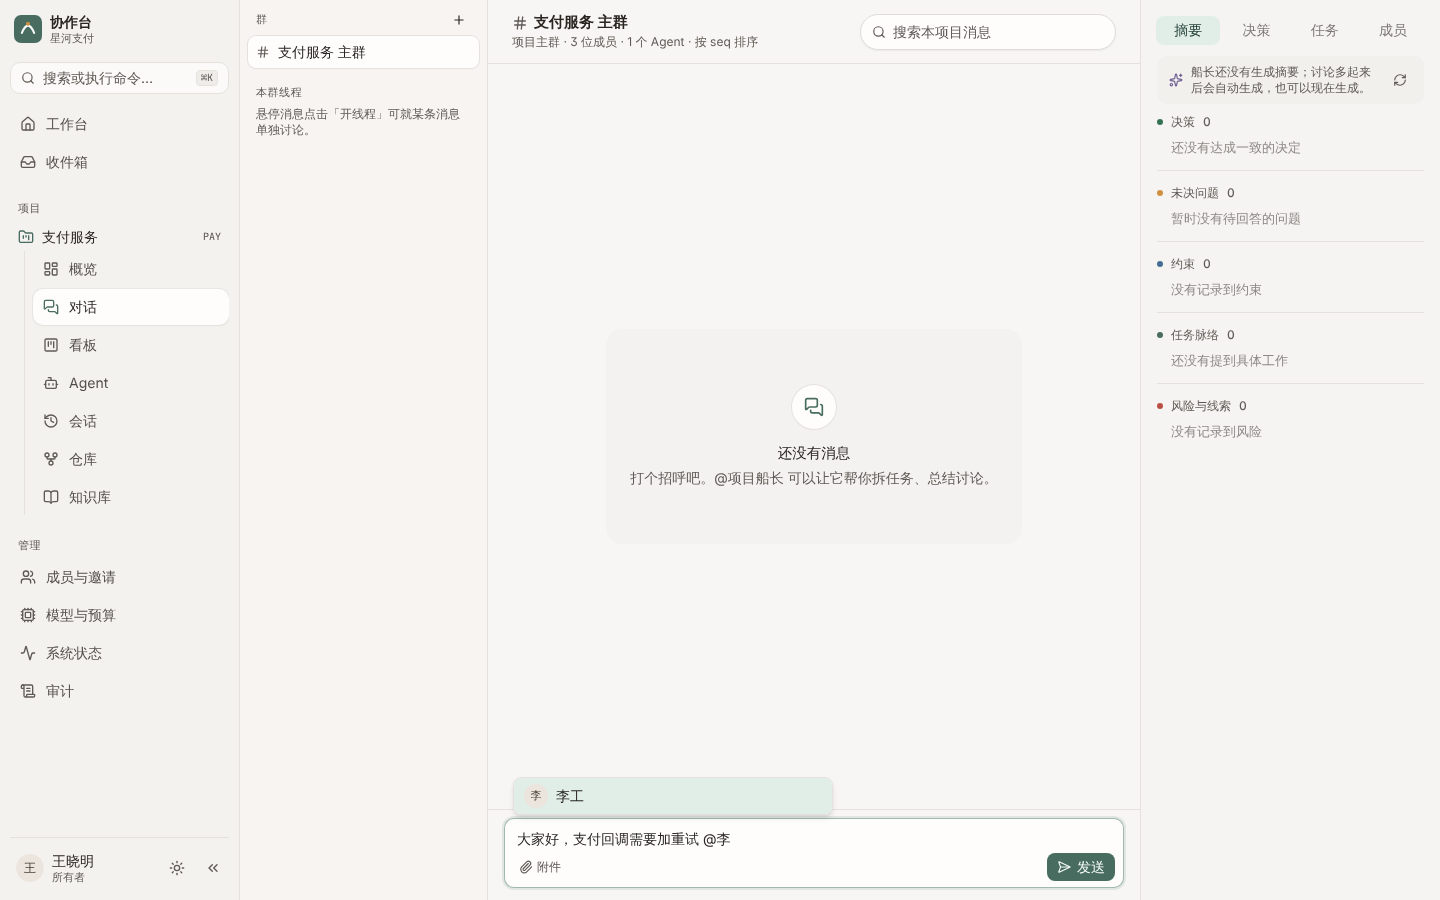 协作台
星河支付
搜索或执行命令...
⌘K
工作台
收件箱
项目
支付服务
PAY
概览
对话
看板
Agent
会话
仓库
知识库
管理
成员与邀请
模型与预算
系统状态
审计
王
王晓明
所有者
群
支付服务 主群
本群线程
悬停消息点击「开线程」可就某条消息
单独讨论。
支付服务 主群
项目主群 · 3 位成员 · 1 个 Agent · 按 seq 排序
搜索本项目消息
还没有消息
打个招呼吧。@项目船长 可以让它帮你拆任务、总结讨论。
李
李工
大家好，支付回调需要加重试 @李
附件
发送
摘要
决策
任务
成员
船长还没有生成摘要；讨论多起来
后会自动生成，也可以现在生成。
决策 0
还没有达成一致的决定
未决问题 0
暂时没有待回答的问题
约束 0
没有记录到约束
任务脉络 0
还没有提到具体工作
风险与线索 0
没有记录到风险